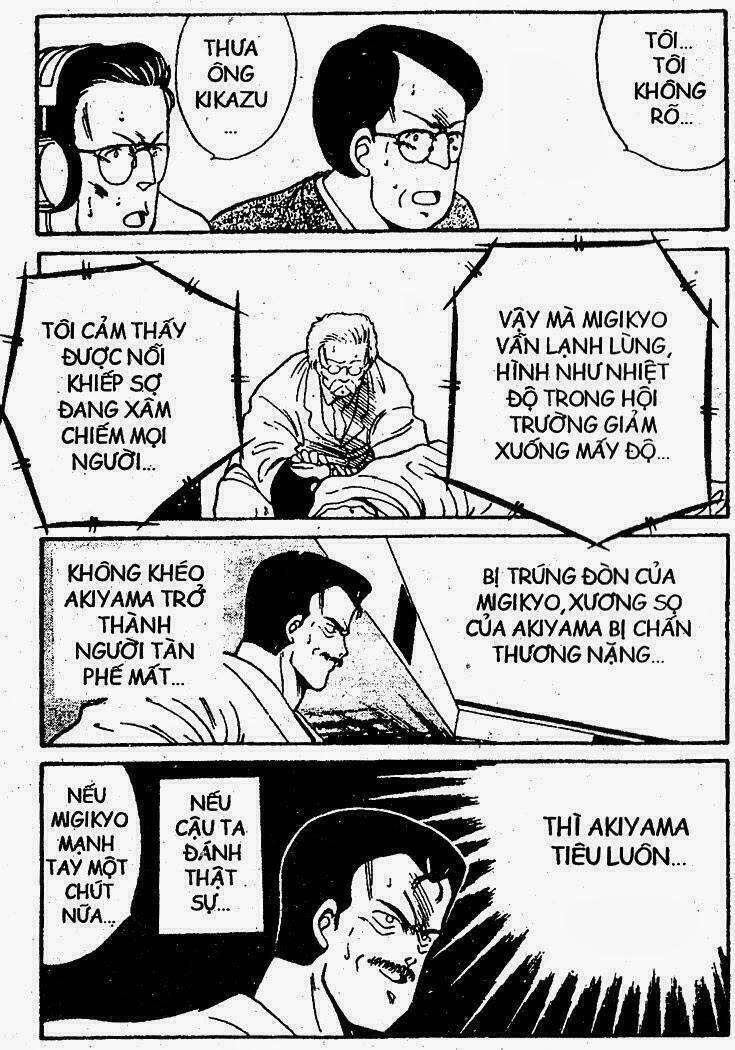 THƯA
ÔNG
KIKAZU
...
TÔI...
TÔI
KHÔNG
RÕ...
TÔI CẢM THẤY
ĐƯỢC NỐI
KHIẾP SỢ
ĐANG XÂM
CHIẾM MỌI
NGƯỜI...
VẬY MÀ MIGIKYO
VẪN LẠNH LÙNG,
HÌNH NHƯ NHIỆT
ĐỘ TRONG HỘI
TRƯỜNG GIẢM
XUỐNG MẤY ĐỘ...
KHÔNG KHÉO
AKIYAMA TRỞ
THÀNH
NGƯỜI TÀN
PHẾ MẤT...
BỊ TRÚNG ĐÒN CỦA
MIGIKYO, XƯƠNG SỌ
CỦA AKIYAMA BỊ CHẤN
THƯƠNG NẶNG...
NẾU
MIGIKYO
MẠNH
TAY MỘT
CHÚT
NỮA...
NẾU
CẬU TA
ĐÁNH
THẬT
SỰ...
THÌ AKIYAMA
TIÊU LUÔN...